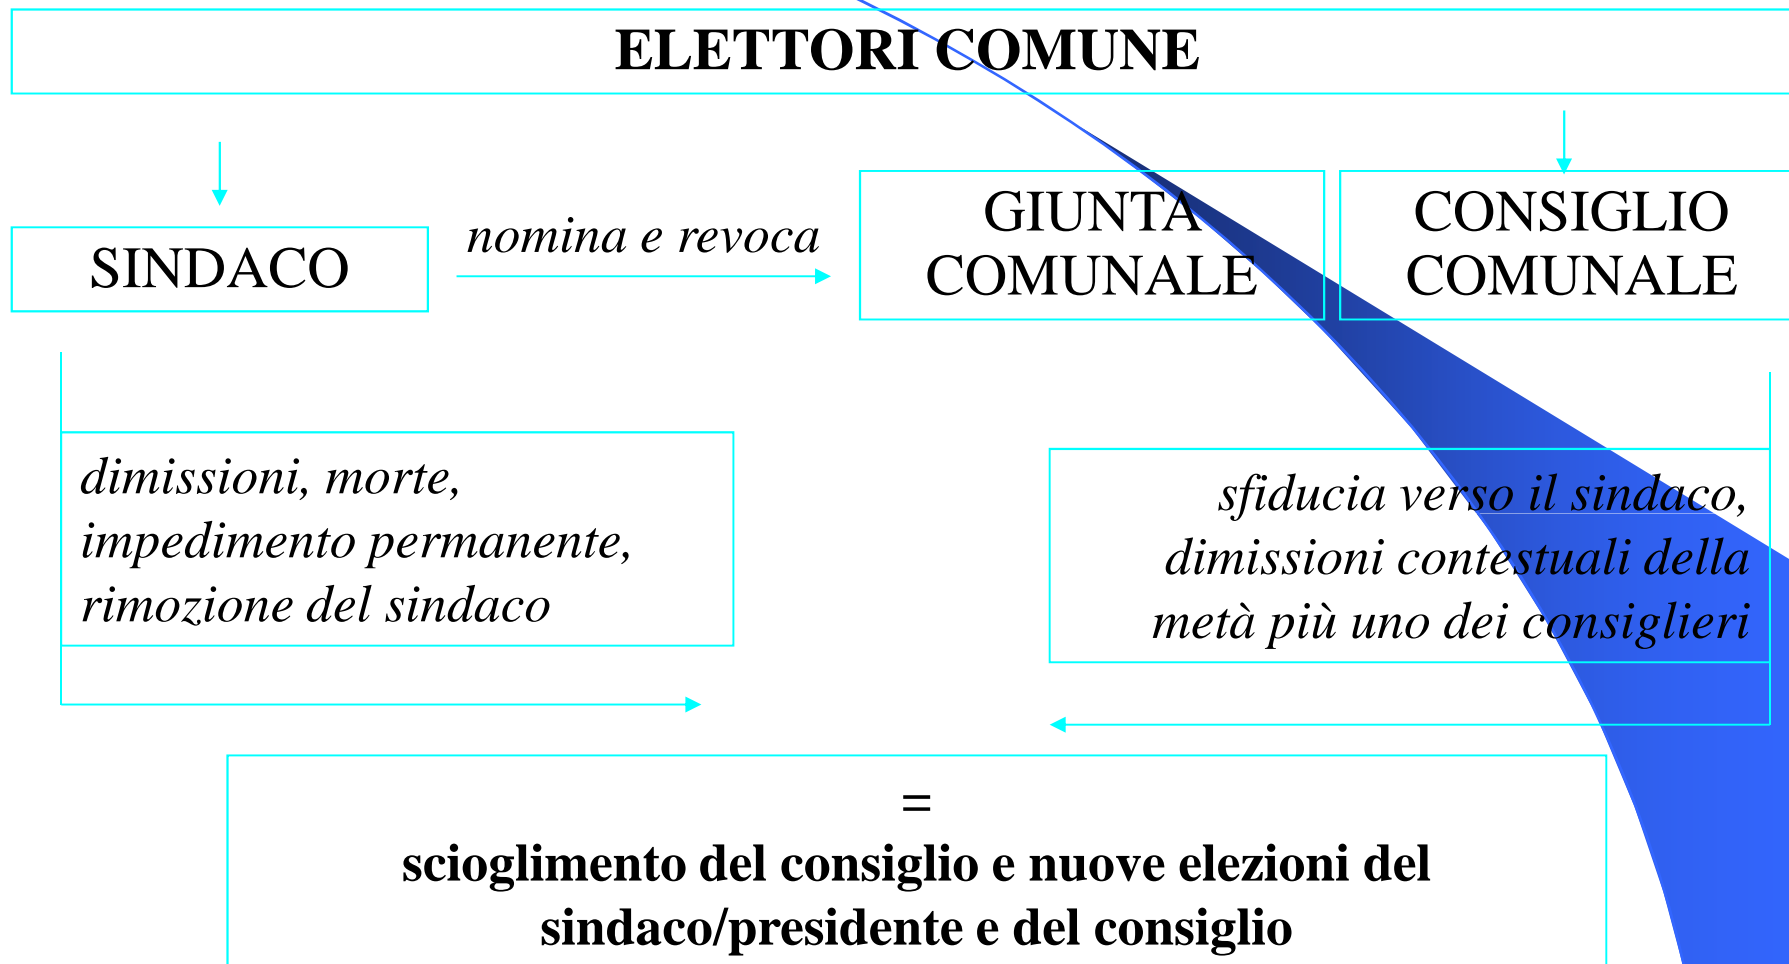 ELETTORI COMUNE
SINDACO
nomina e revoca
GIUNTA
COMUNALE
CONSIGLIO
COMUNALE
dimissioni, morte,
impedimento permanente,
rimozione del sindaco
sfiducia verso il sindaco,
dimissioni contestuali della
metà più uno dei consiglieri
=
scioglimento del consiglio e nuove elezioni del
sindaco/presidente e del consiglio